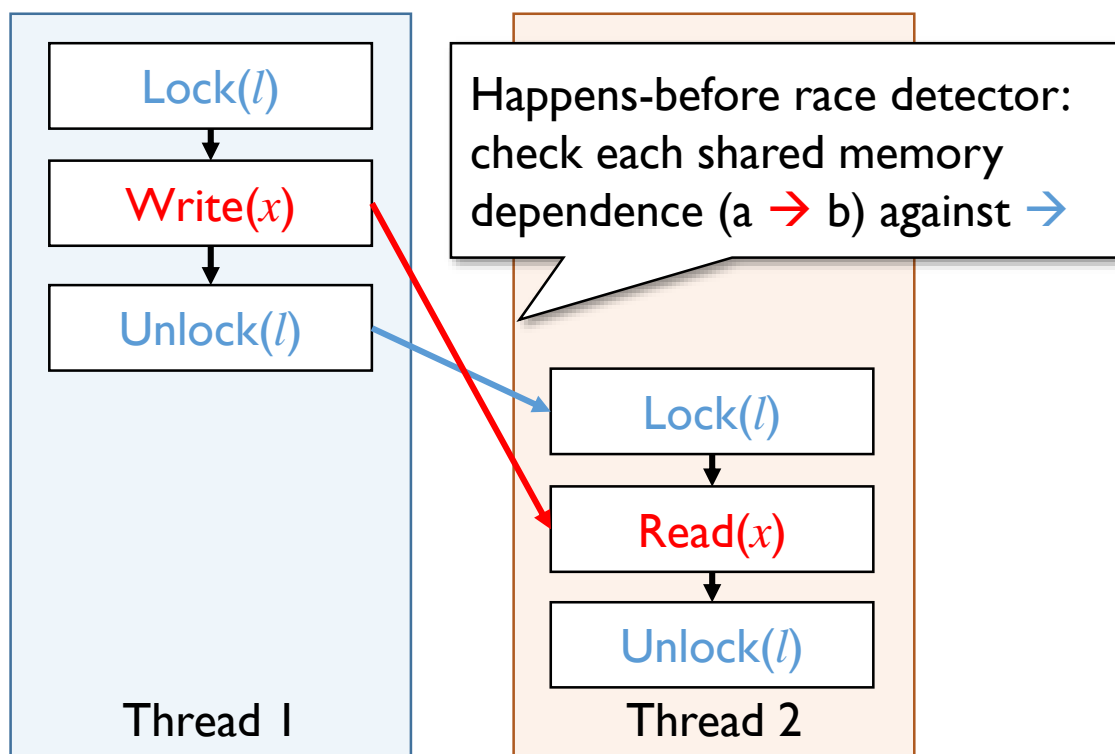 Lock(l)
Write(x)
Unlock(l)
Thread 1
Happens-before race detector:
check each shared memory
dependence (a → b) against →
Lock(l)
Read(x)
Unlock(l)
Thread 2